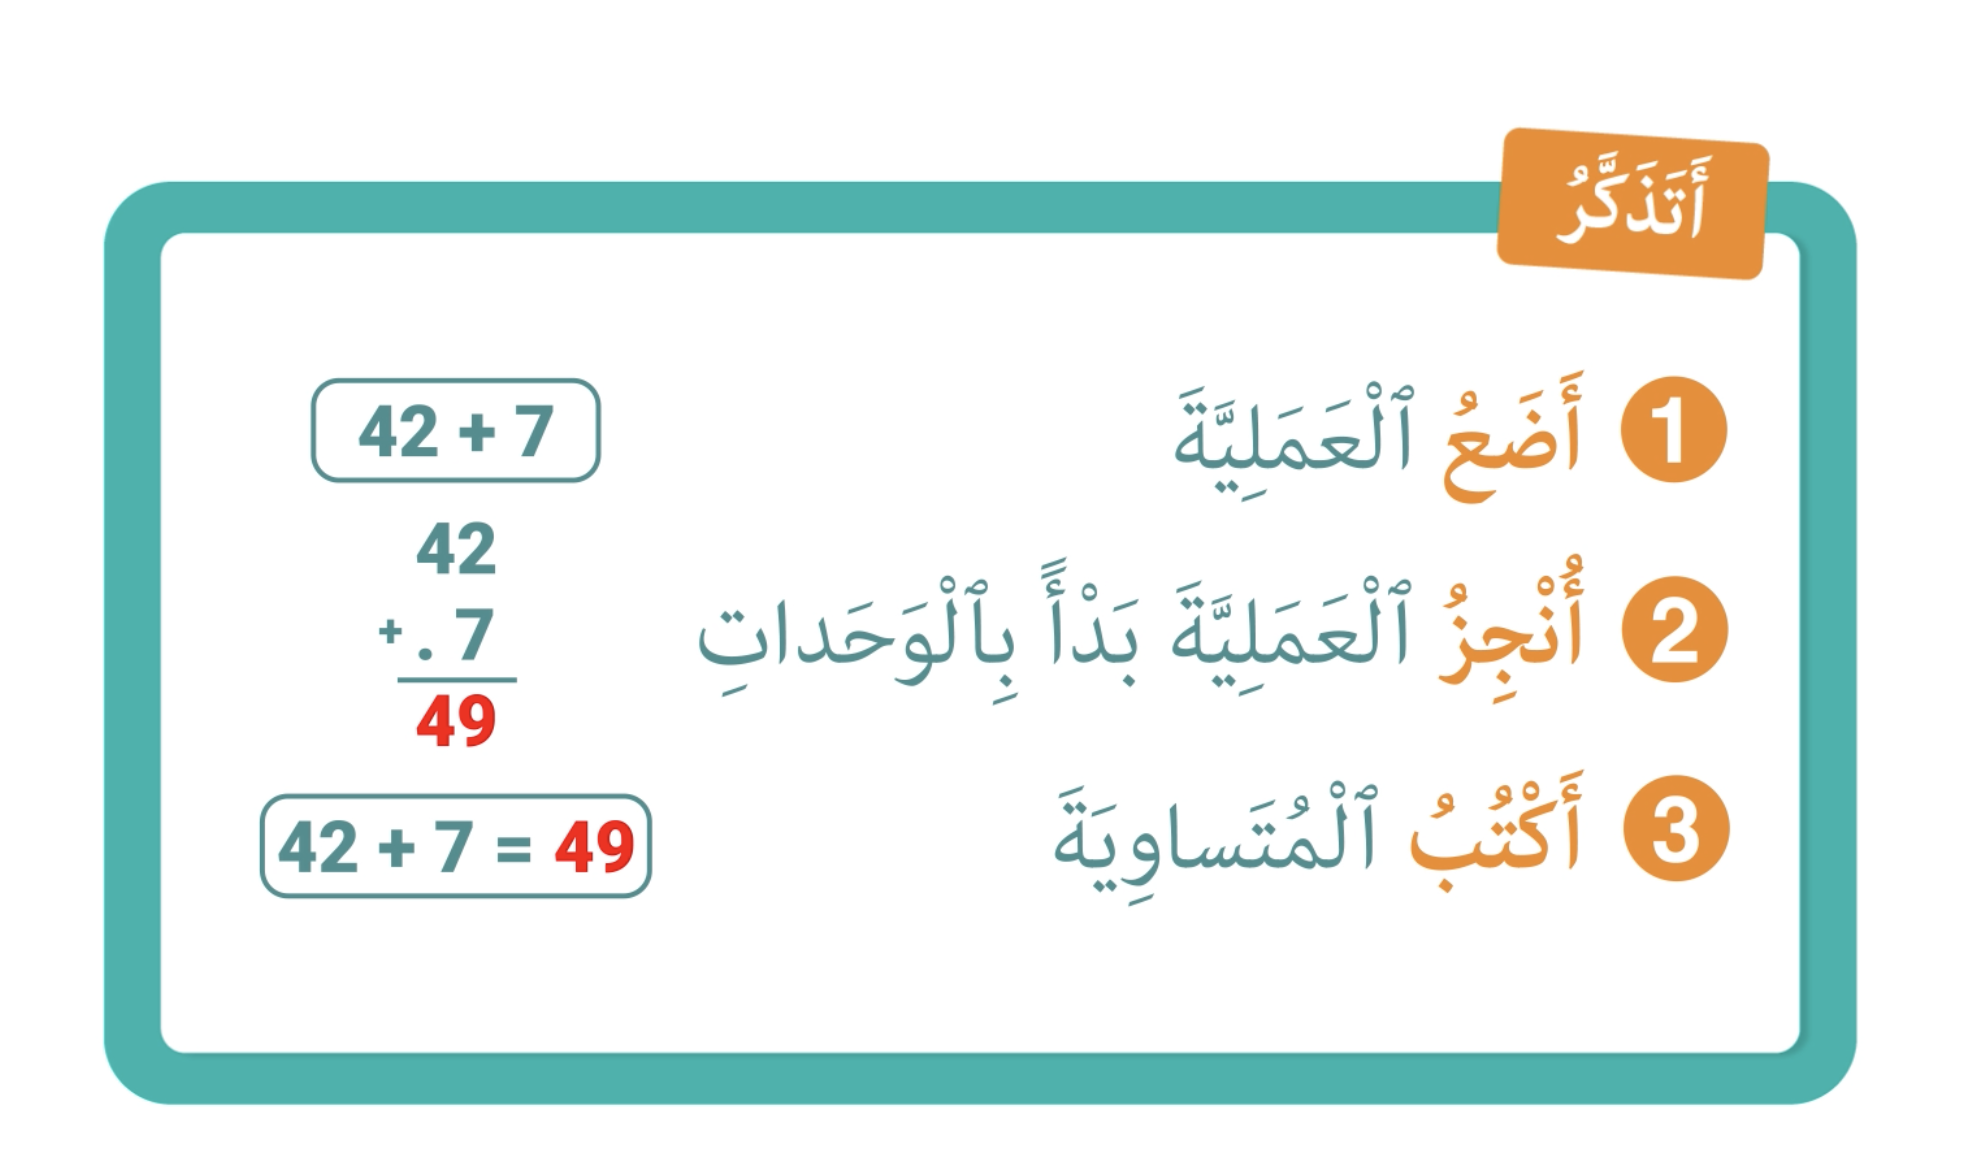 أَتَذَكَّرُ
1 أَضَعُ ٱلْعَمَلِيَّةَ
42 + 7
2 أُنْجِزُ ٱلْعَمَلِيَّةَ بَدْأً بِٱلْوَحَداتِ
42
+ . 7
49
3 أَكْتُبُ ٱلْمُتَساوِيَةَ
42 + 7 = 49